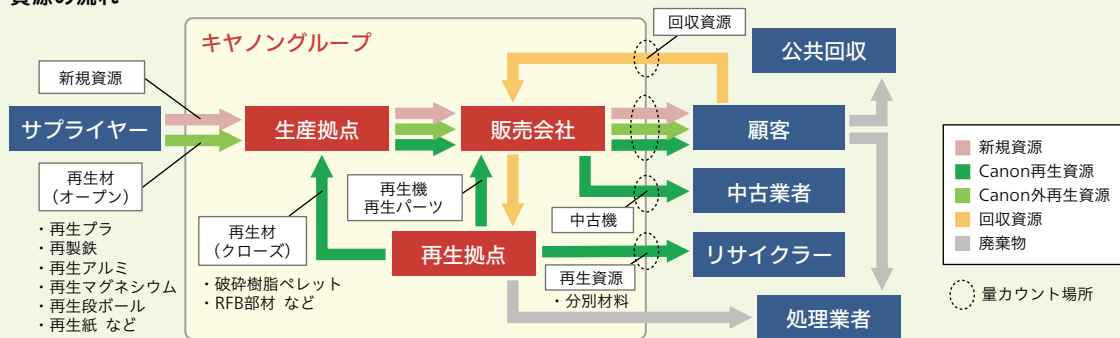 資源の流れ
キヤノングループ
回収資源
公共回収
新規資源
サプライヤー
生産拠点
販売会社
顧客
再生材
（オープン）
・再生プラ
・再製鉄
・再生アルミ
・再生マグネシウム
・再生段ボール
・再生紙 など
再生材
（クローズ）
・破砕樹脂ペレット
・RFB部材 など
再生機
再生パーツ
再生拠点
中古機
中古業者
リサイクラー
再生資源
・分別材料
処理業者
新規資源
Canon再生資源
Canon外再生資源
回収資源
廃棄物
量カウント場所